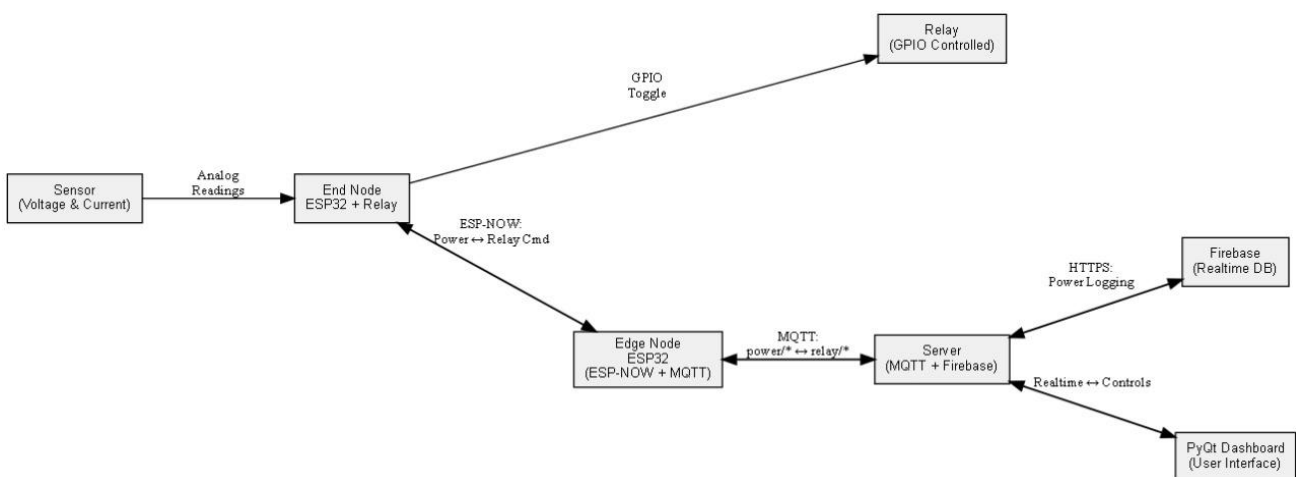 Relay
(GPIO Controlled)
GPIO
Toggle
Sensor
(Voltage & Current)
Analog
Readings
End Node
ESP32 + Relay
ESP-NOW:
Power ↔ Relay Cmd
Edge Node
ESP32
(ESP-NOW + MQTT)
MQTT:
power/* ↔ relay/*
Server
(MQTT + Firebase)
HTTPS:
Power Logging
Firebase
(Realtime DB)
Realtime ↔ Controls
PyQt Dashboard
(User Interface)